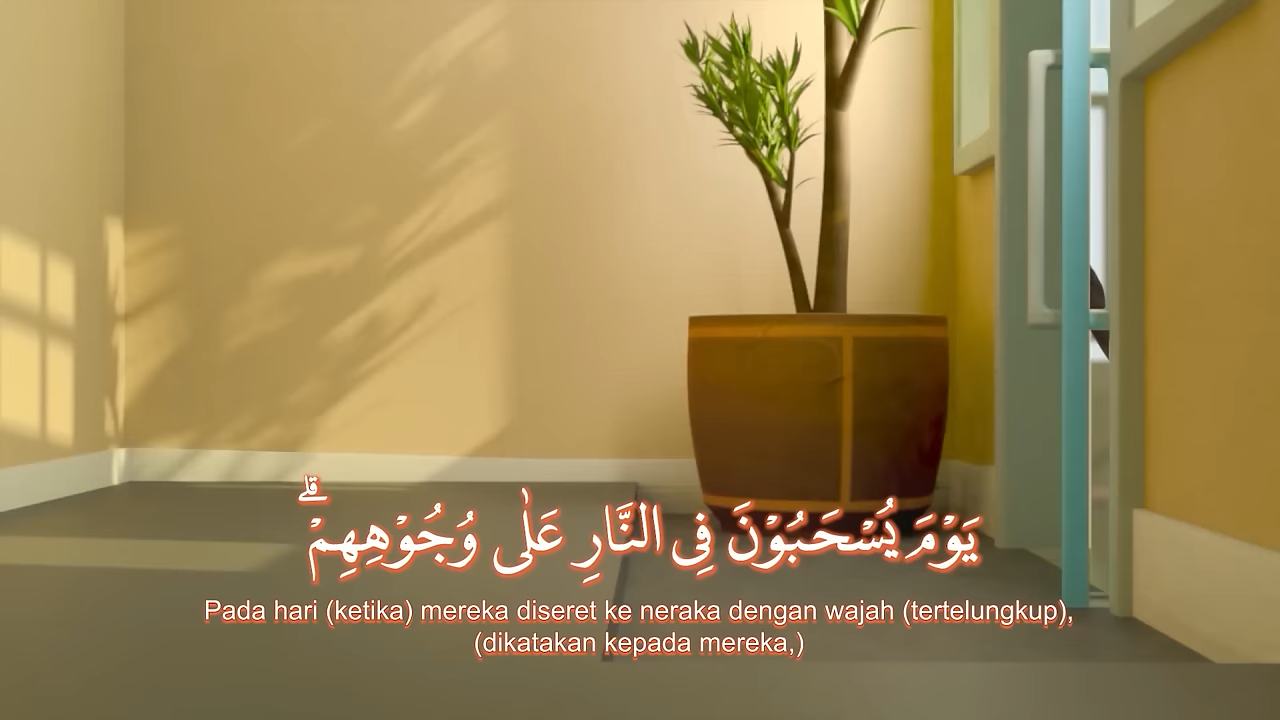 يَوْمَ يُسْحَبُوْنَ فِى النَّارِ عَلٰى وُجُوْهِهِمْۗ
Pada hari (ketika) mereka diseret ke neraka dengan wajah (tertelungkup),
(dikatakan kepada mereka,)